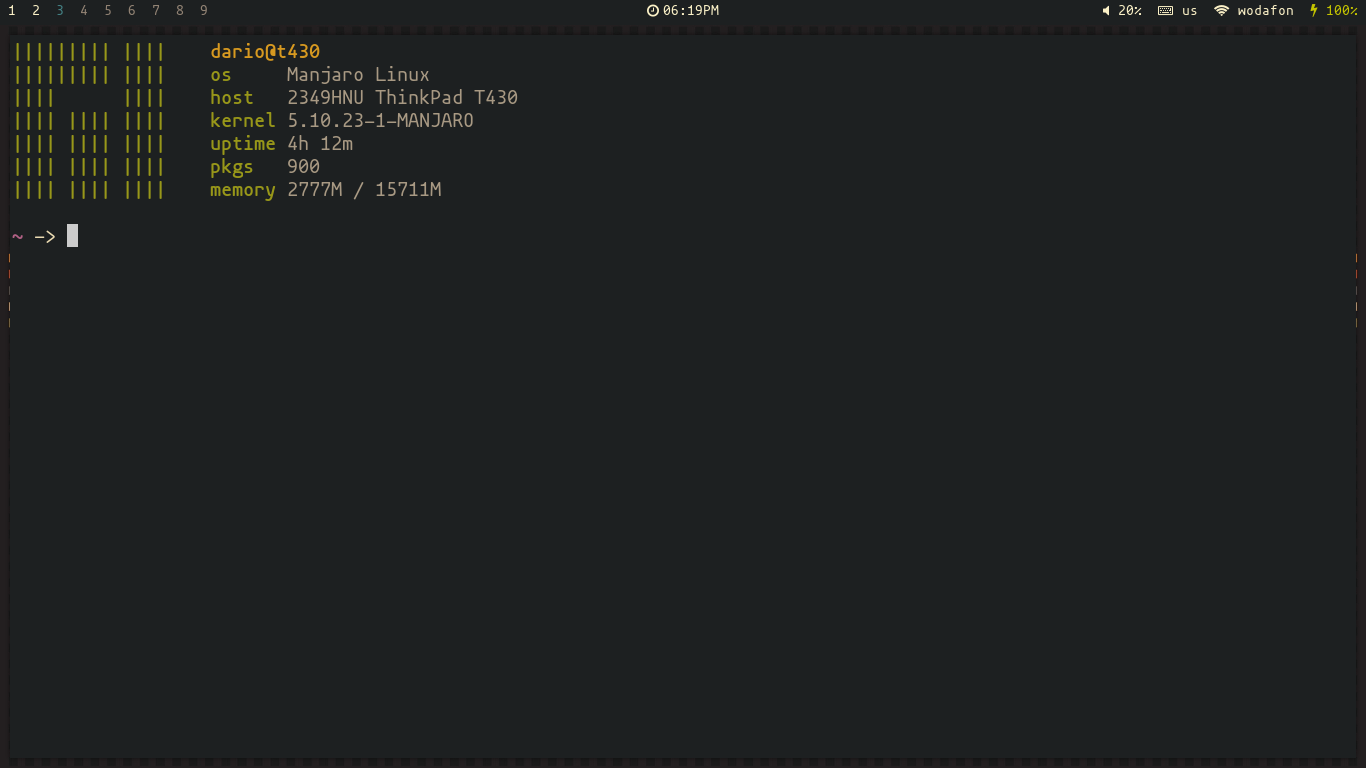 1 2 3 4 5 6 7 8 9 06:19PM 20% us wodafon 100%
||||||||| |||| dario@t430
||||||||| |||| os Manjaro Linux
|||| |||| host 2349HNU ThinkPad T430
|||| |||| |||| kernel 5.10.23-1-MANJARO
|||| |||| |||| uptime 4h 12m
|||| |||| |||| pkgs 900
|||| |||| |||| memory 2777M / 15711M
~ ->